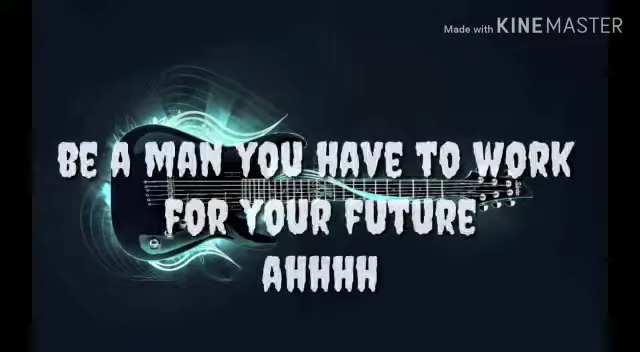 Made with KINEMASTER
BE A MAN YOU HAVE TO WORK
FOR YOUR FUTURE
AHHHH